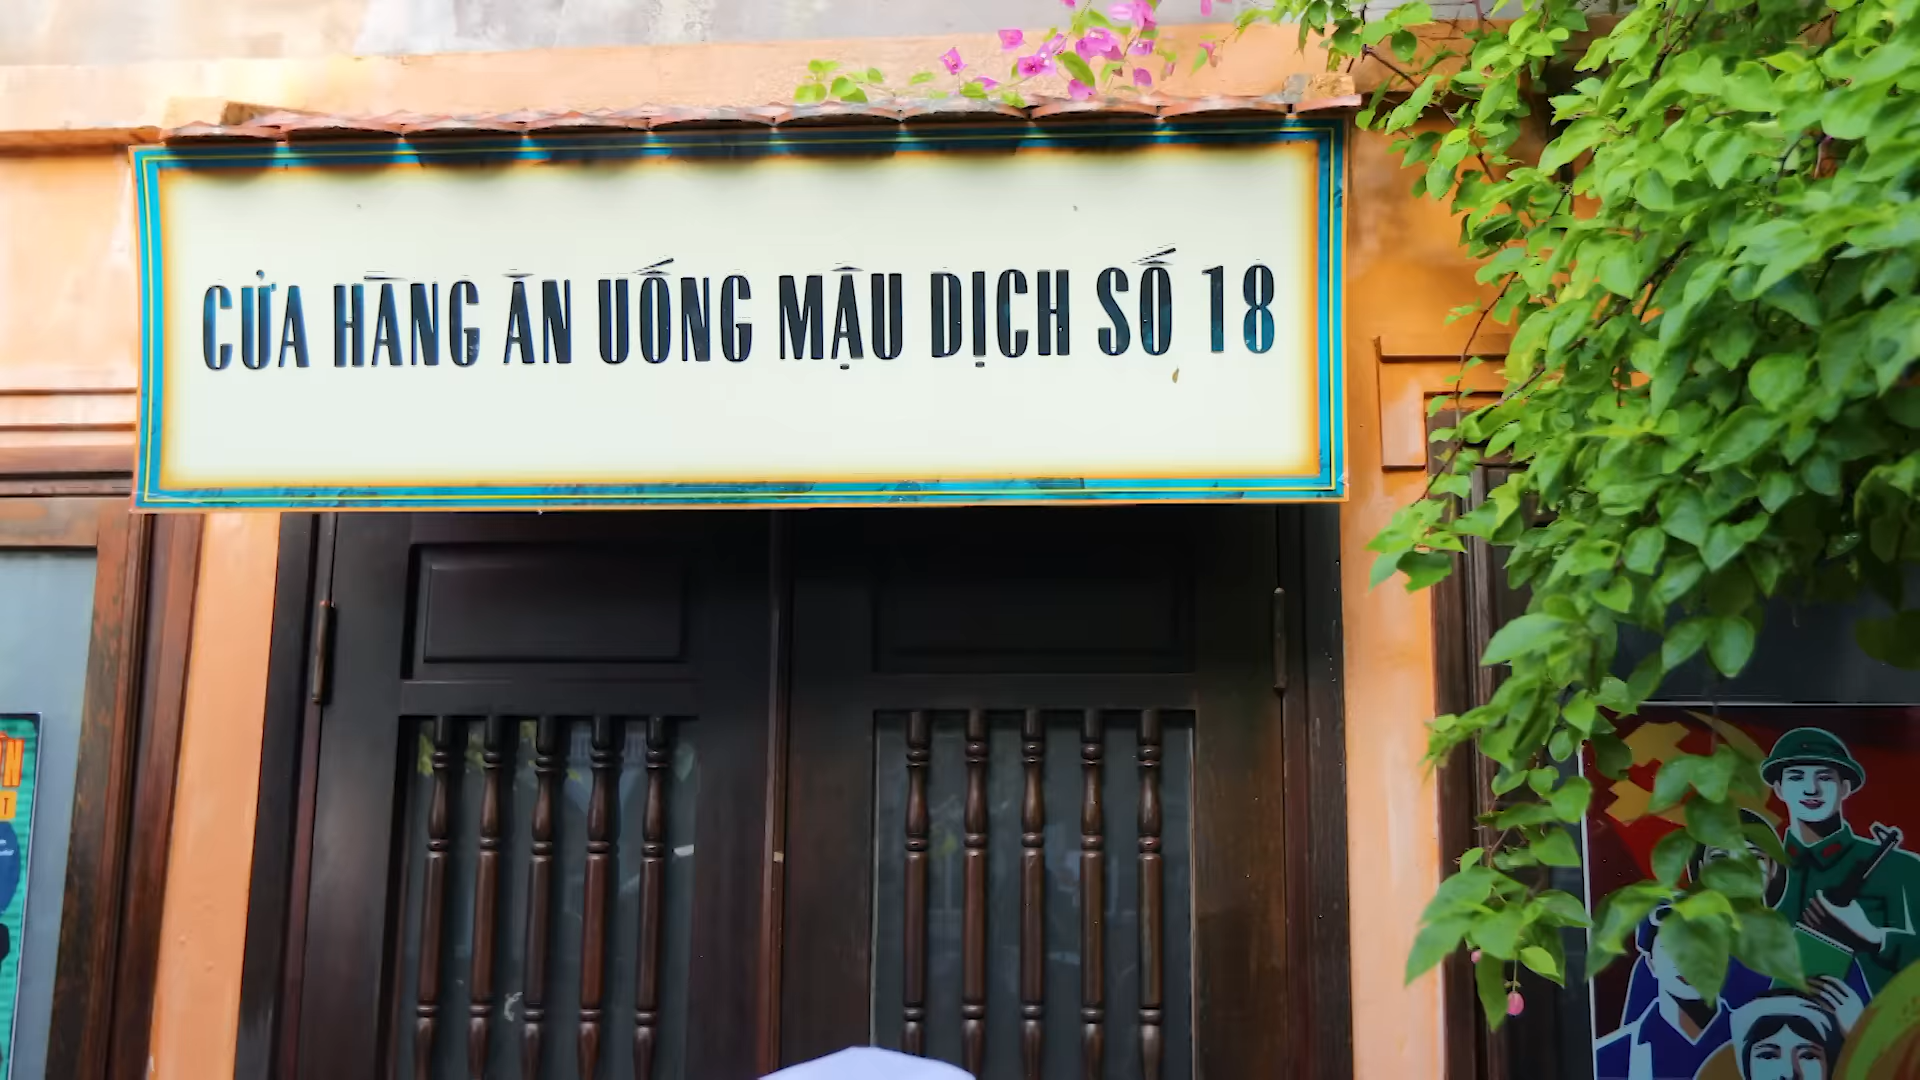 CỬA HÀNG ĂN UỐNG MẬU DỊCH SỐ 18